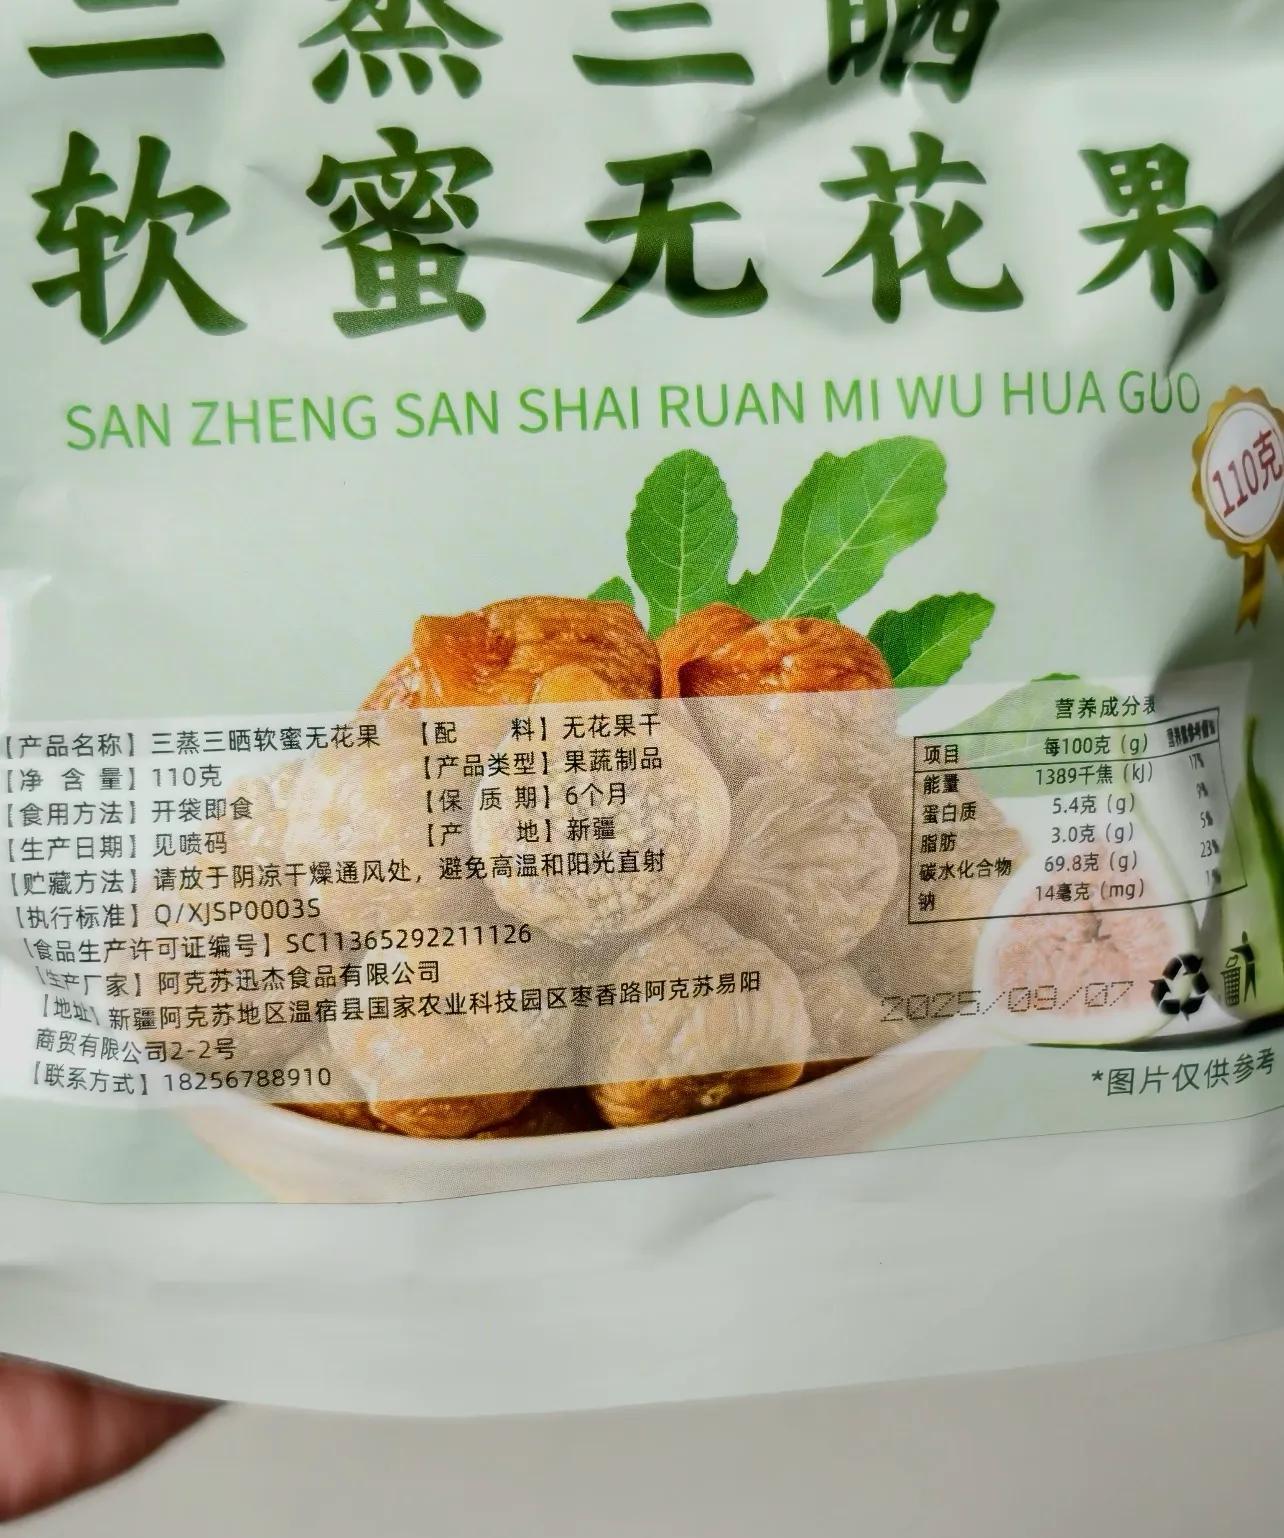 三蒸三晒
软蜜无花果
SAN ZHENG SAN SHAI RUAN MI WU HUA GUO
110克
【产品名称】三蒸三晒软蜜无花果
【配 料】无花果干
【净 含 量】110克
【产品类型】果蔬制品
【食用方法】开袋即食
【保 质 期】6个月
【生产日期】见喷码
【产 地】新疆
【贮藏方法】请放于阴凉干燥通风处，避免高温和阳光直射
【执行标准】Q/XJSP0003S
【食品生产许可证编号】SC11365292211126
【生产厂家】阿克苏迅杰食品有限公司
【地址】新疆阿克苏地区温宿县国家农业科技园区枣香路阿克苏易阳
商贸有限公司2-2号
【联系方式】18256788910
营养成分表
项目 每100克（g） 营养素参考值%
能量 1389千焦（kJ） 17%
蛋白质 5.4克（g） 9%
脂肪 3.0克（g） 5%
碳水化合物 69.8克（g） 23%
钠 14毫克（mg） 1%
2025/09/07
*图片仅供参考